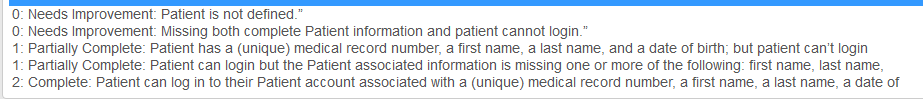 0: Needs Improvement: Patient is not defined.”
0: Needs Improvement: Missing both complete Patient information and patient cannot login.”
1: Partially Complete: Patient has a (unique) medical record number, a first name, a last name, and a date of birth; but patient can’t login
1: Partially Complete: Patient can login but the Patient associated information is missing one or more of the following: first name, last name,
2: Complete: Patient can log in to their Patient account associated with a (unique) medical record number, a first name, a last name, a date of